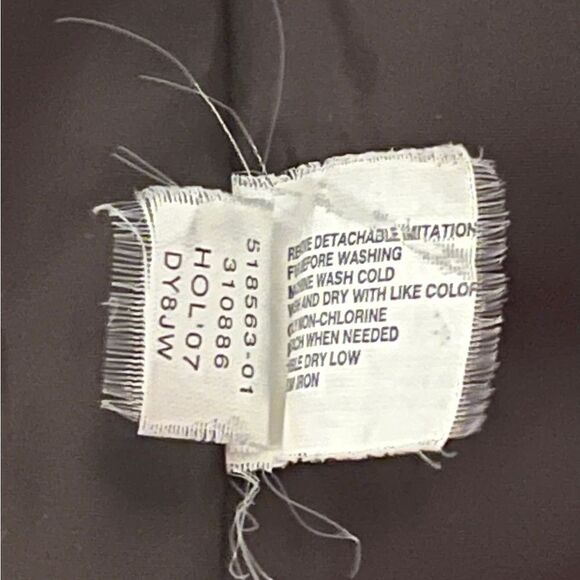 518563-01
310886
HOL'07
DY8JW
DETACHABLE IMITATION
BEFORE WASHING
WASH COLD
AND DRY WITH LIKE COLOR
NON-CHLORINE
WHEN NEEDED
DRY LOW
IRON